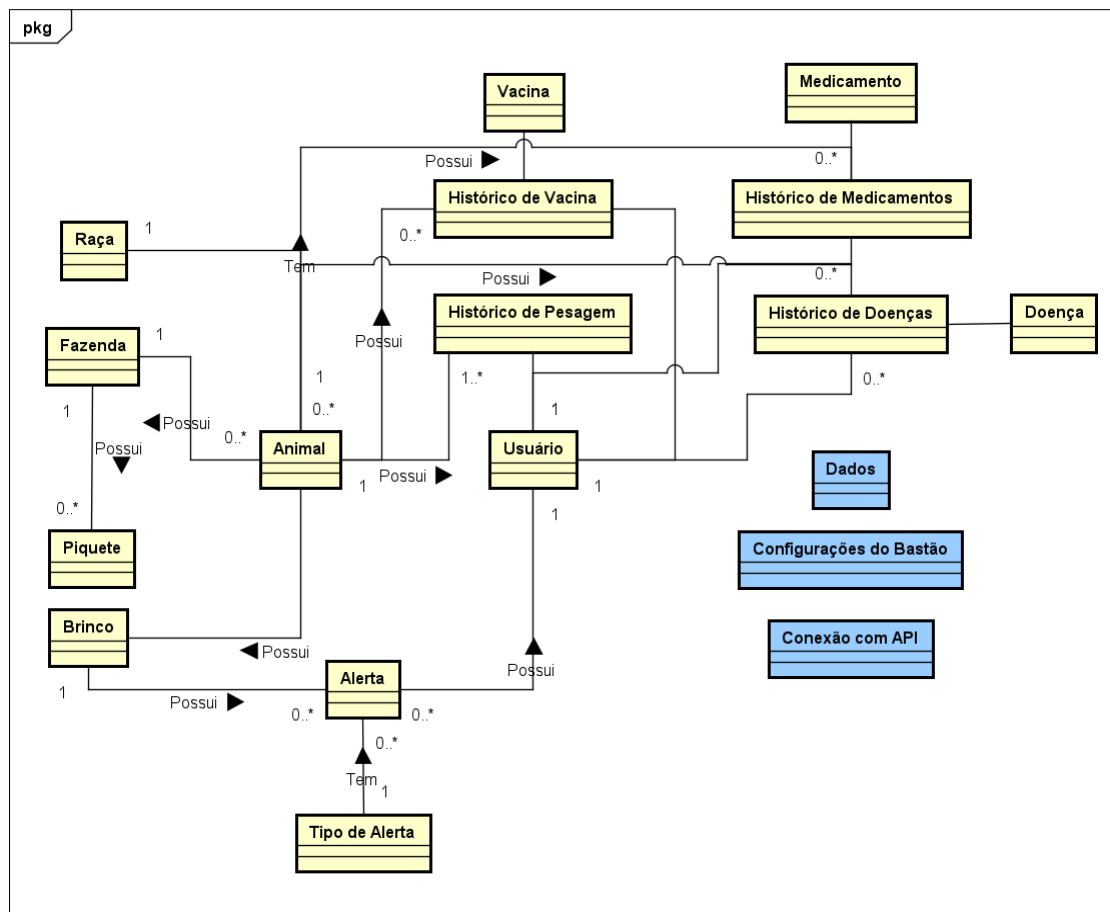 pkg
Vacina
Medicamento
Possui
0..*
Histórico de Vacina
Histórico de Medicamentos
Raça
1
0..*
Tem
Possui
0..*
Histórico de Pesagem
Histórico de Doenças
Doença
Fazenda
1
Possui
1
1..*
0..*
1
0..*
1
Possui
0..*
Possui
Animal
Usuário
1
Possui
1
Dados
0..*
1
Piquete
Configurações do Bastão
Brinco
Possui
Conexão com API
Possui
Alerta
1
Possui
0..*
0..*
0..*
Tem
1
Tipo de Alerta